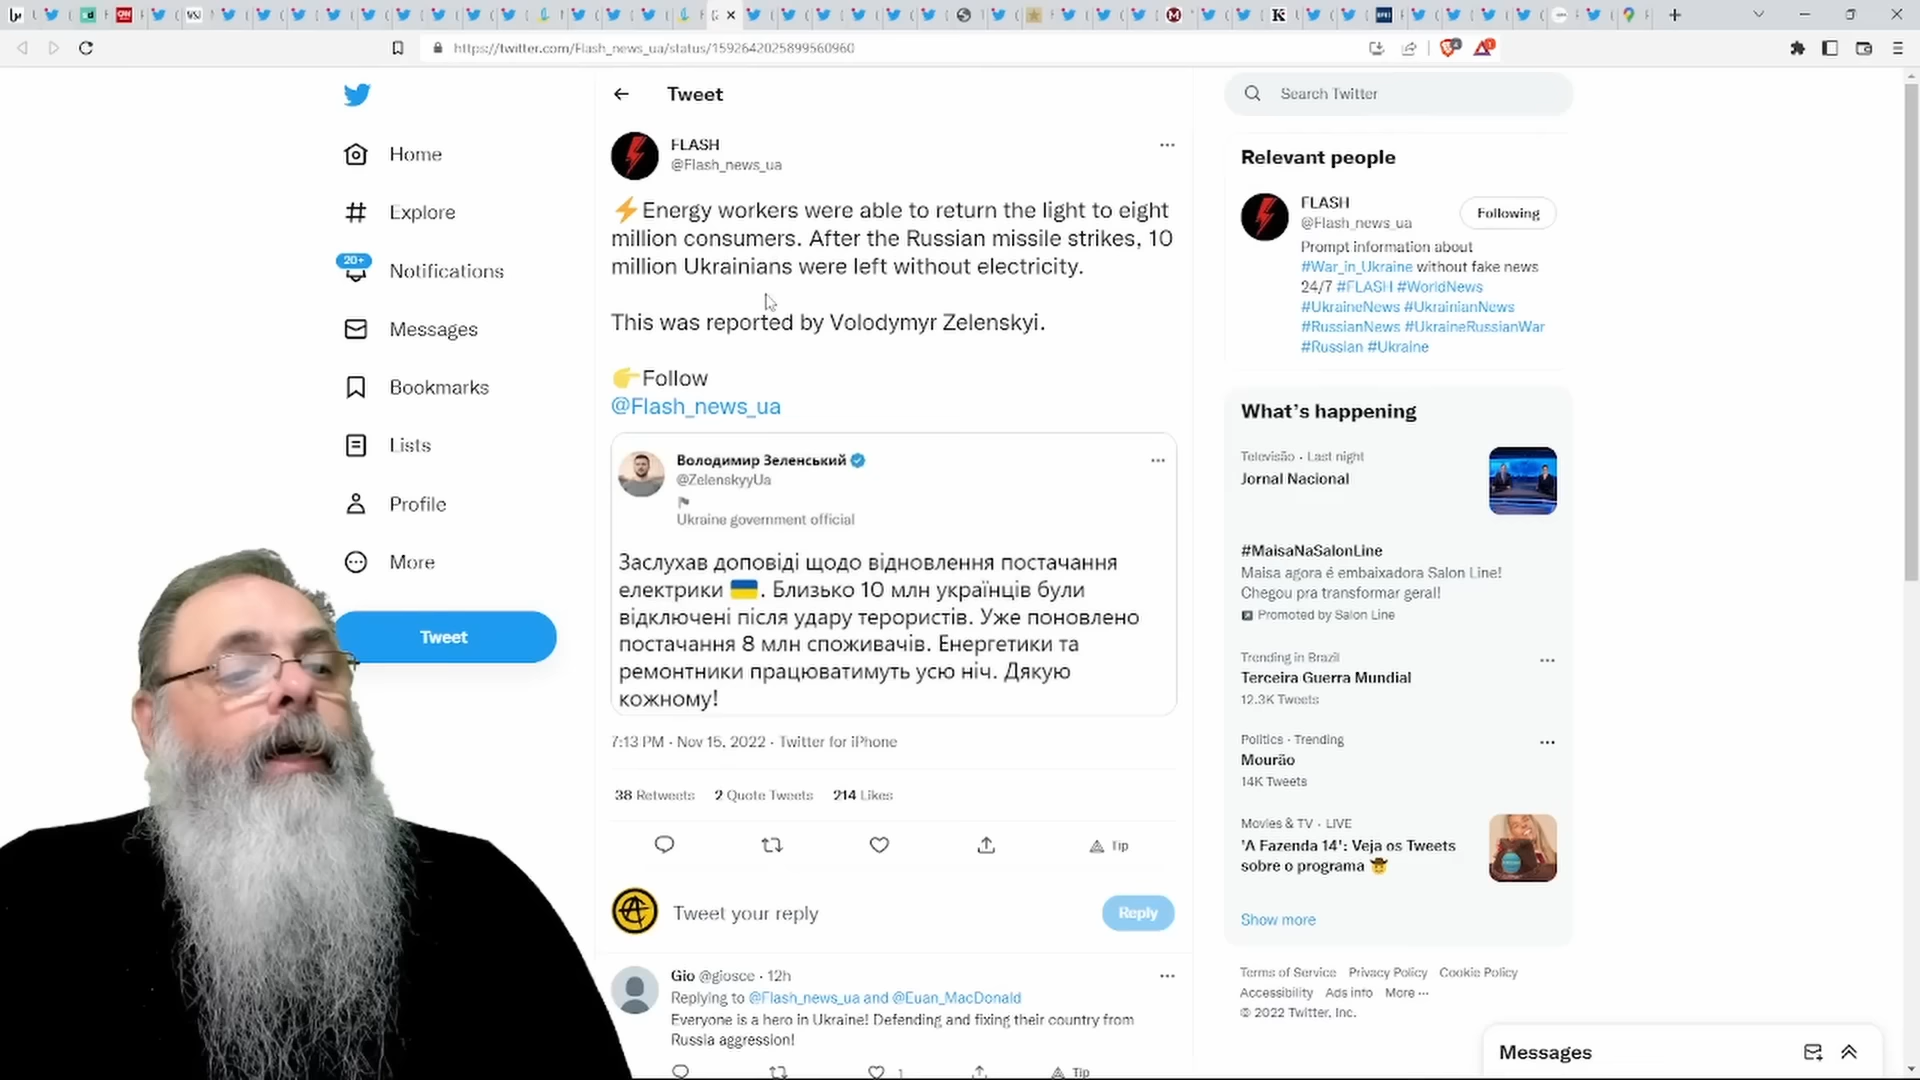 https://twitter.com/Flash_news_ua/status/1592642025899560960
Home
Explore
20+
Notifications
Messages
Bookmarks
Lists
Profile
More
Tweet
Tweet
FLASH
@Flash_news_ua
⚡Energy workers were able to return the light to eight
million consumers. After the Russian missile strikes, 10
million Ukrainians were left without electricity.
This was reported by Volodymyr Zelenskyi.
👉Follow
@Flash_news_ua
Володимир Зеленський
@ZelenskyyUa
Ukraine government official
Заслухав доповіді щодо відновлення постачання
електрики 🇺🇦. Близько 10 млн українців були
відключені після удару терористів. Уже поновлено
постачання 8 млн споживачів. Енергетики та
ремонтники працюватимуть усю ніч. Дякую
кожному!
7:13 PM · Nov 15, 2022 · Twitter for iPhone
38 Retweets 2 Quote Tweets 214 Likes
Tip
Tweet your reply
Reply
Gio @giosce · 12h
Replying to @Flash_news_ua and @Euan_MacDonald
Everyone is a hero in Ukraine! Defending and fixing their country from
Russia aggression!
1
Tip
Search Twitter
Relevant people
FLASH
@Flash_news_ua
Following
Prompt information about
#War_in_Ukraine without fake news
24/7 #FLASH #WorldNews
#UkraineNews #UkrainianNews
#RussianNews #UkraineRussianWar
#Russian #Ukraine
What's happening
Televisão · Last night
Jornal Nacional
#MaisaNaSalonLine
Maisa agora é embaixadora Salon Line!
Chegou pra transformar geral!
Promoted by Salon Line
Trending in Brazil
Terceira Guerra Mundial
12.3K Tweets
Politics · Trending
Mourão
14K Tweets
Movies & TV · LIVE
'A Fazenda 14': Veja os Tweets
sobre o programa 🤠
Show more
Terms of Service Privacy Policy Cookie Policy
Accessibility Ads info More ···
© 2022 Twitter, Inc.
Messages